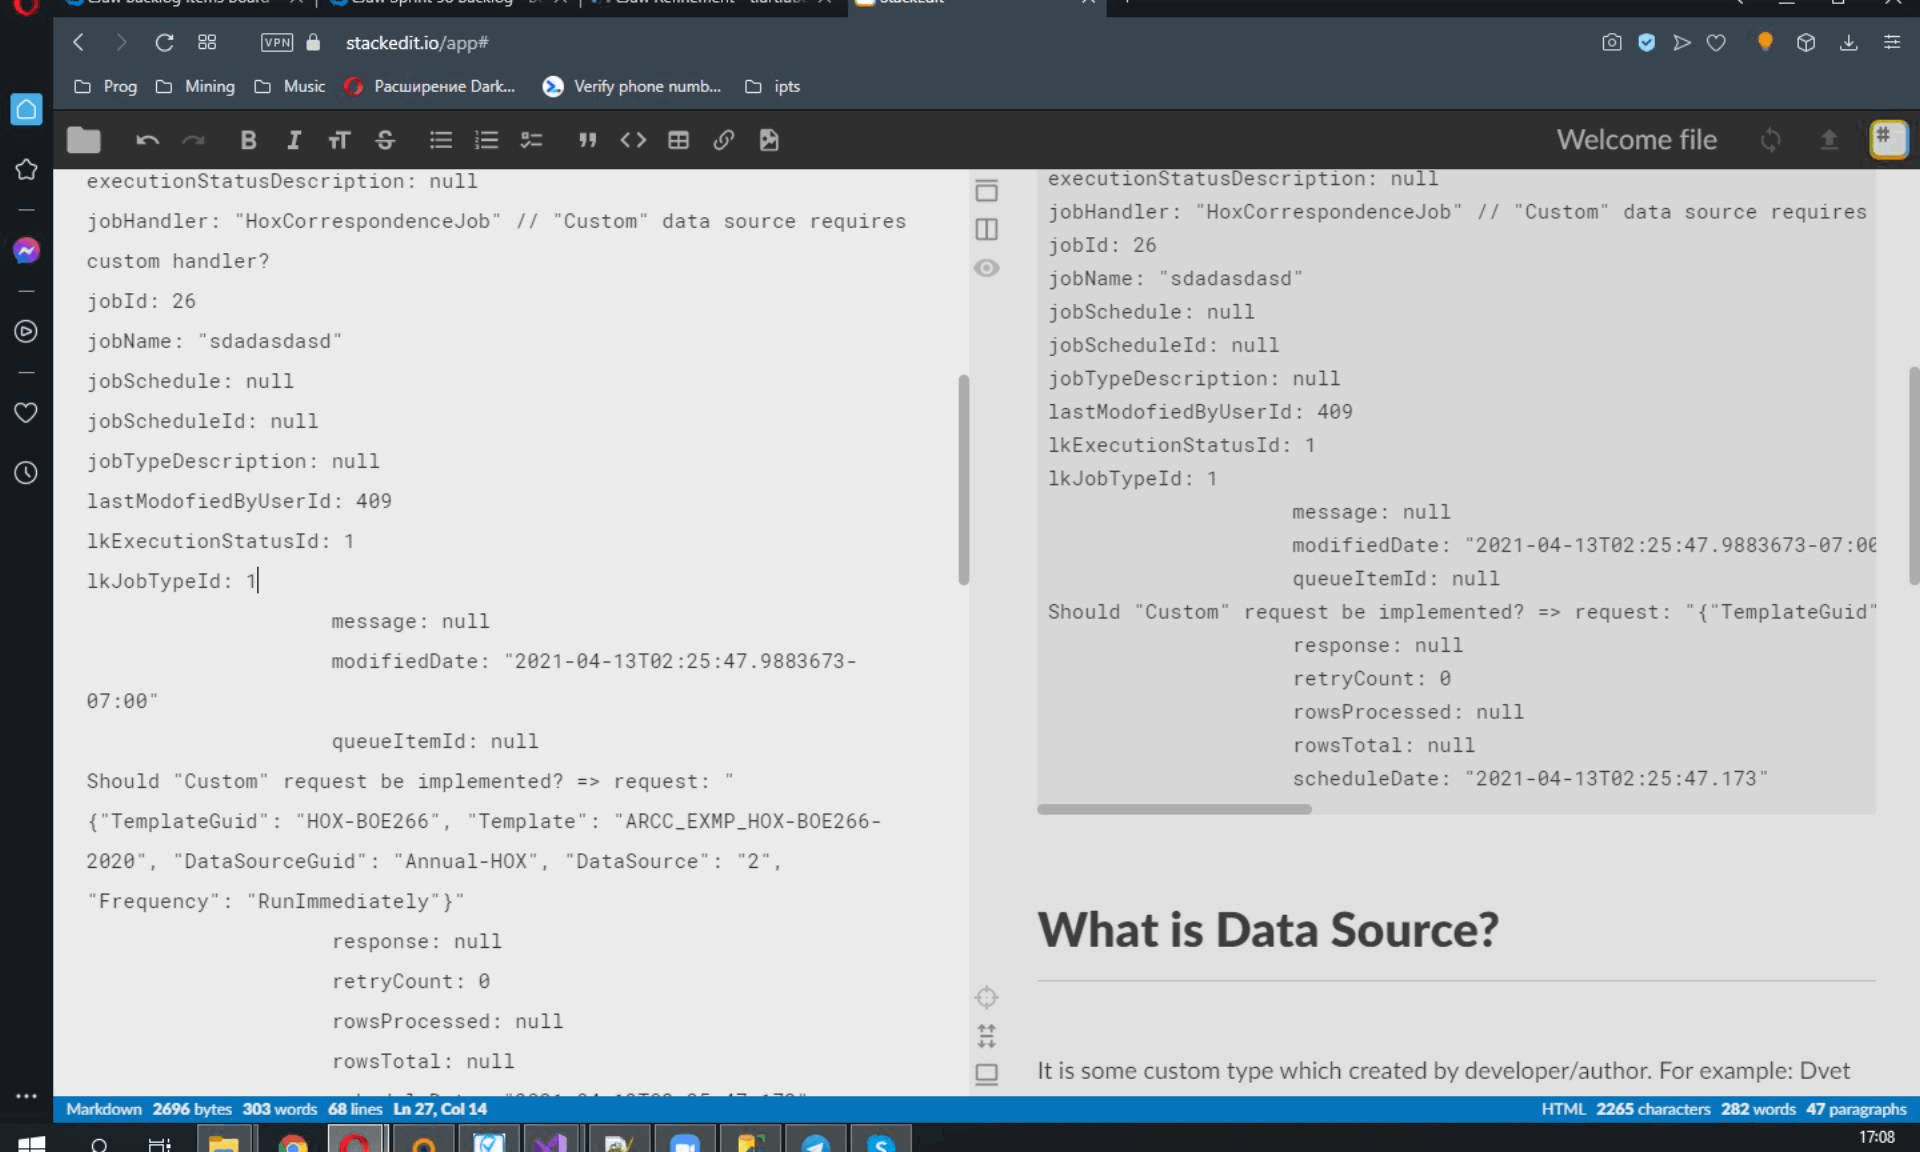 stackedit.io/app#
VPN
Prog
Mining
Music
Расширение Dark...
Verify phone numb...
ipts
Welcome file
executionStatusDescription: null
jobHandler: "HoxCorrespondenceJob" // "Custom" data source requires
custom handler?
jobId: 26
jobName: "sdadasdasd"
jobSchedule: null
jobScheduleId: null
jobTypeDescription: null
lastModofiedByUserId: 409
lkExecutionStatusId: 1
lkJobTypeId: 1
message: null
modifiedDate: "2021-04-13T02:25:47.9883673-
07:00"
queueItemId: null
Should "Custom" request be implemented? => request: "
{"TemplateGuid": "HOX-BOE266", "Template": "ARCC_EXMP_HOX-BOE266-
2020", "DataSourceGuid": "Annual-HOX", "DataSource": "2",
"Frequency": "RunImmediately"}"
response: null
retryCount: 0
rowsProcessed: null
rowsTotal: null
executionStatusDescription: null
jobHandler: "HoxCorrespondenceJob" // "Custom" data source requires
jobId: 26
jobName: "sdadasdasd"
jobSchedule: null
jobScheduleId: null
jobTypeDescription: null
lastModofiedByUserId: 409
lkExecutionStatusId: 1
lkJobTypeId: 1
message: null
modifiedDate: "2021-04-13T02:25:47.9883673-07:00
queueItemId: null
Should "Custom" request be implemented? => request: "{"TemplateGuid"
response: null
retryCount: 0
rowsProcessed: null
rowsTotal: null
scheduleDate: "2021-04-13T02:25:47.173"
What is Data Source?
It is some custom type which created by developer/author. For example: Dvet
Markdown 2696 bytes 303 words 68 lines Ln 27, Col 14
HTML 2265 characters 282 words 47 paragraphs
17:08